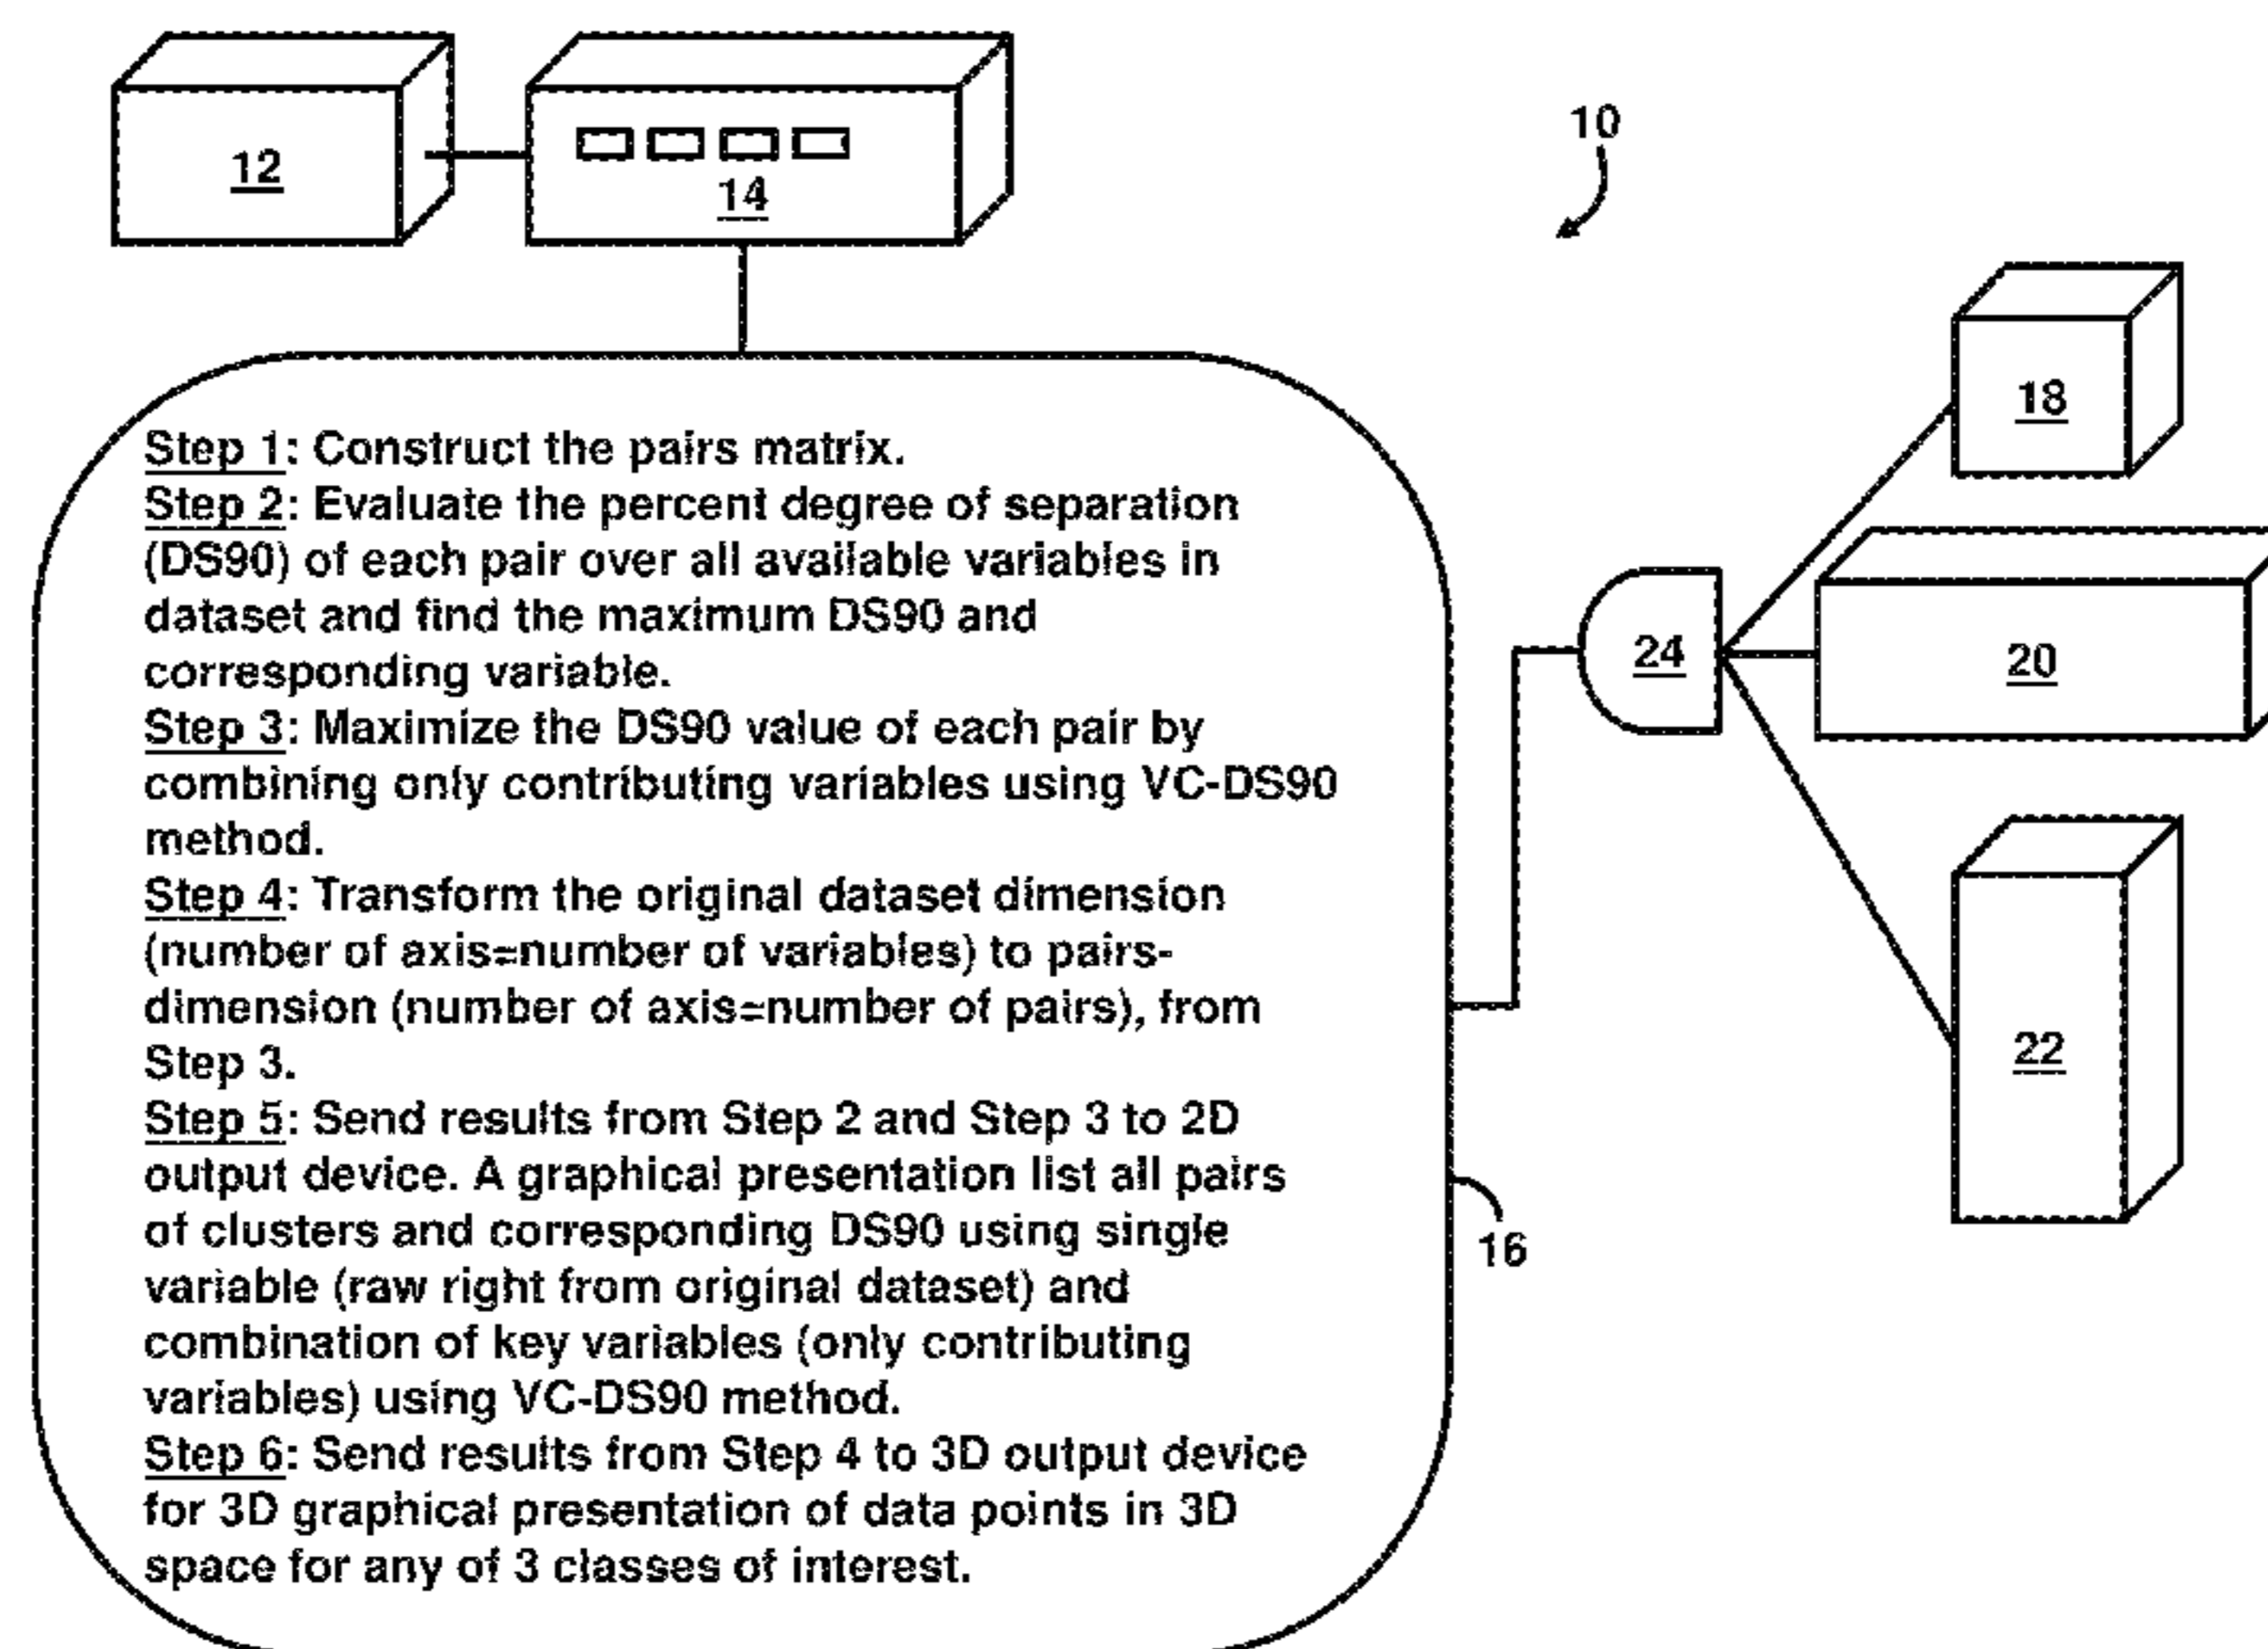 10
12
14
18
Step 1: Construct the pairs matrix.
Step 2: Evaluate the percent degree of separation
(DS90) of each pair over all available variables in
dataset and find the maximum DS90 and
corresponding variable.
Step 3: Maximize the DS90 value of each pair by
combining only contributing variables using VC-DS90
method.
Step 4: Transform the original dataset dimension
(number of axis=number of variables) to pairs-
dimension (number of axis=number of pairs), from
Step 3.
Step 5: Send results from Step 2 and Step 3 to 2D
output device. A graphical presentation list all pairs
of clusters and corresponding DS90 using single
variable (raw right from original dataset) and
combination of key variables (only contributing
variables) using VC-DS90 method.
Step 6: Send results from Step 4 to 3D output device
for 3D graphical presentation of data points in 3D
space for any of 3 classes of interest.
24
20
22
16